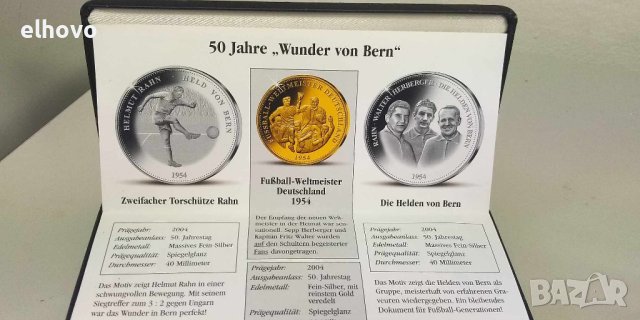 elhovo
50 Jahre „Wunder von Bern“
HELMUT RAHN HELD VON BERN
1954
FUSSBALL-WELTMEISTER DEUTSCHLAND
1954
RAHN · WALTER · HERBERGER · DIE HELDEN VON BERN
1954
Zweifacher Torschütze Rahn
Fußball-Weltmeister
Deutschland
1954
Die Helden von Bern
Prägejahr: 2004
Ausgabeanlass: 50. Jahrestag
Edelmetall: Massives Fein-Silber
Prägequalität: Spiegelglanz
Durchmesser: 40 Millimeter
Das Motiv zeigt Helmut Rahn in einer
schwungvollen Bewegung. Mit seinem
Siegtreffer zum 3 : 2 gegen Ungarn
war das Wunder in Bern perfekt!
Der Empfang der neuen Welt-
meister in der Heimat war sen-
sationell. Sepp Herberger und
Kapitän Fritz Walter wurden
auf den Schultern begeisterter
Fans davongetragen.
Prägejahr: 2004
Ausgabeanlass: 50. Jahrestag
Edelmetall: Fein-Silber, mit
reinstem Gold
veredelt
Prägequalität: Spiegelglanz
Prägejahr: 2004
Ausgabeanlass: 50. Jahrestag
Edelmetall: Massives Fein-Silber
Prägequalität: Spiegelglanz
Durchmesser: 40 Millimeter
Das Motiv zeigt die Helden von Bern als
Gruppe, meisterhaft von erfahrenen Gra-
veuren wiedergegeben. Ein bleibendes
Dokument für Fußball-Generationen!
bazar